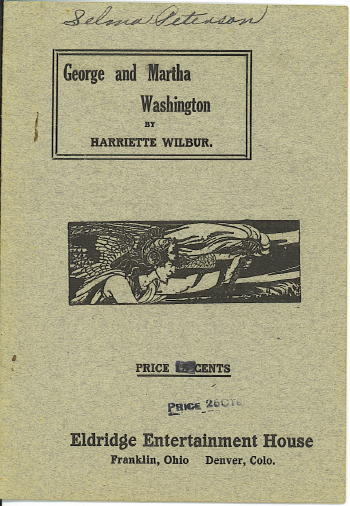 Selma Peterson
George and Martha
Washington
BY
HARRIETTE WILBUR.
PRICE CENTS
PRICE 25CTS
Eldridge Entertainment House
Franklin, Ohio Denver, Colo.